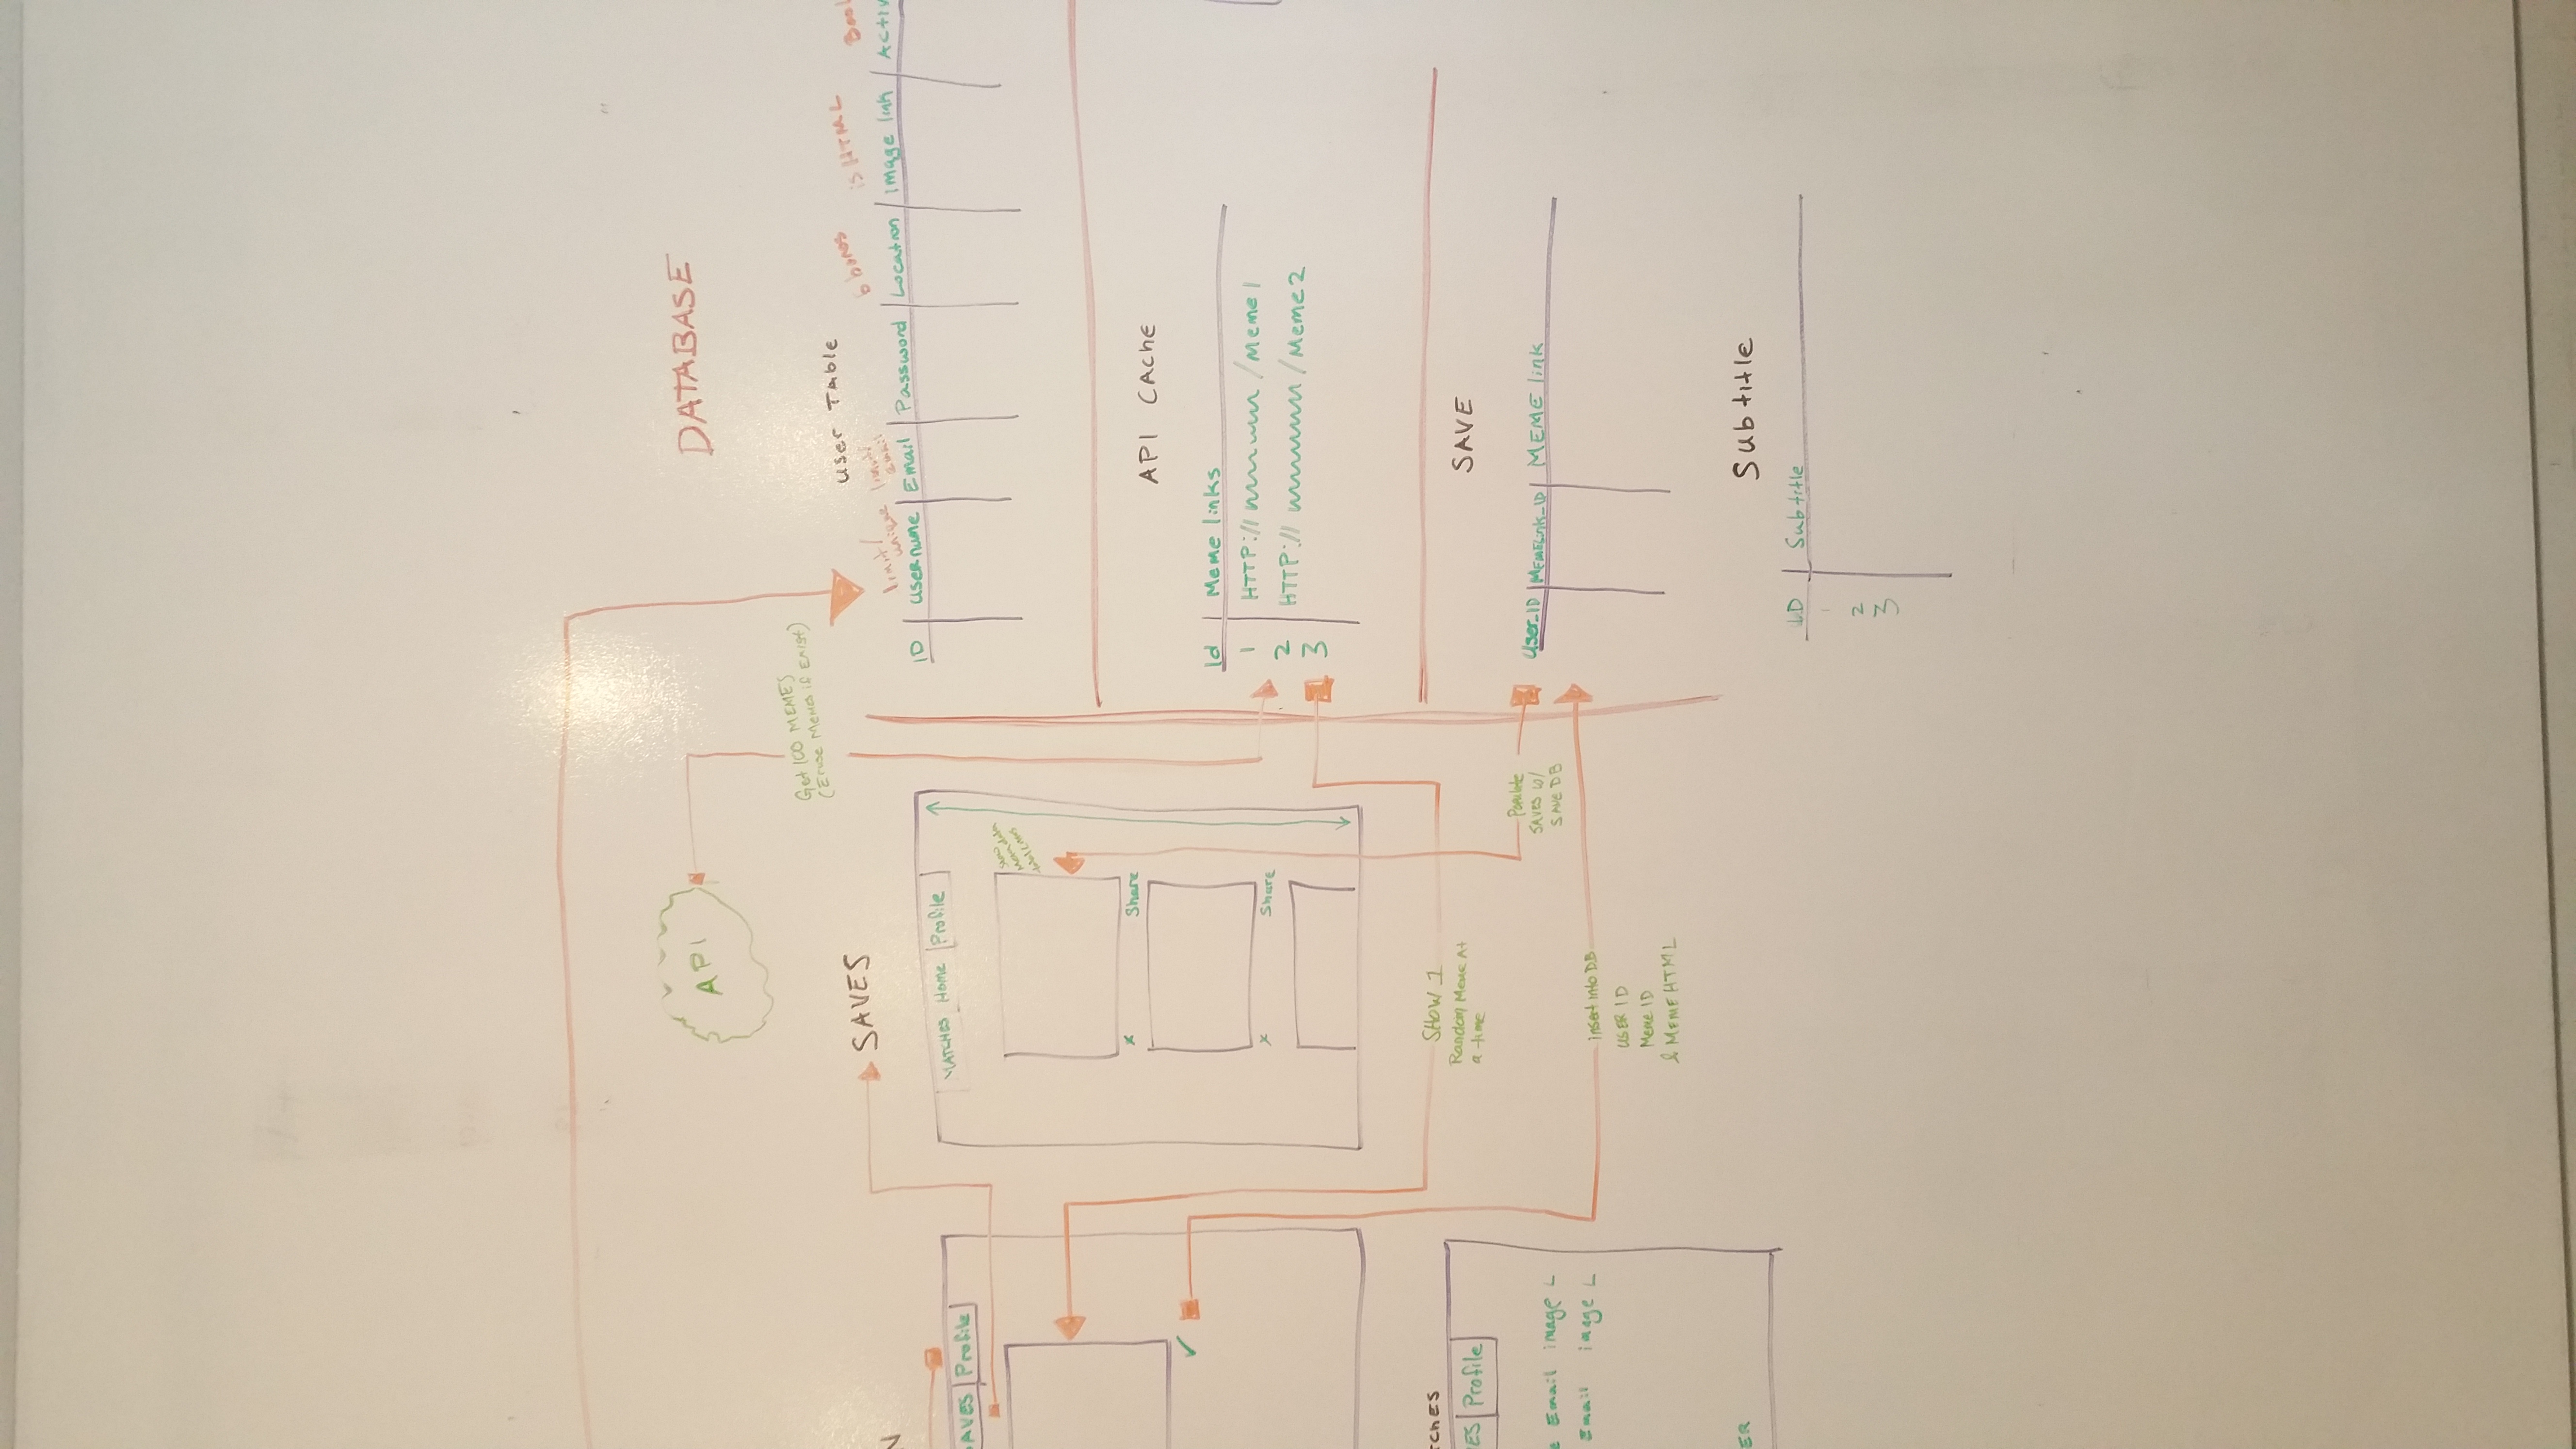 API
DATABASE
Get 100 MEMES
(Erase Memes if Exist)
User Table
limit/
unique
limit/
email
6 boros
is HTML
Bool
ID
username
Email
Password
Location
image link
Activ
N
SAVES
AVES
Profile
MATCHES
Home
Profile
Show
Meme data
x
Share
x
Share
✓
API CAChE
Id
Meme links
1
HTTP:// /Meme1
2
HTTP:// /Meme2
3
SHOW 1
Random Meme At
a time
TChES
ES
Profile
e Email image L
Email image L
ER
SAVE
Populate
SAVES w/
SAVE DB
User_ID
MEMELink_ID
MEME link
insert into DB
USER ID
Meme ID
& MEME HTML
Subtitle
ID
Subtitle
1
2
3